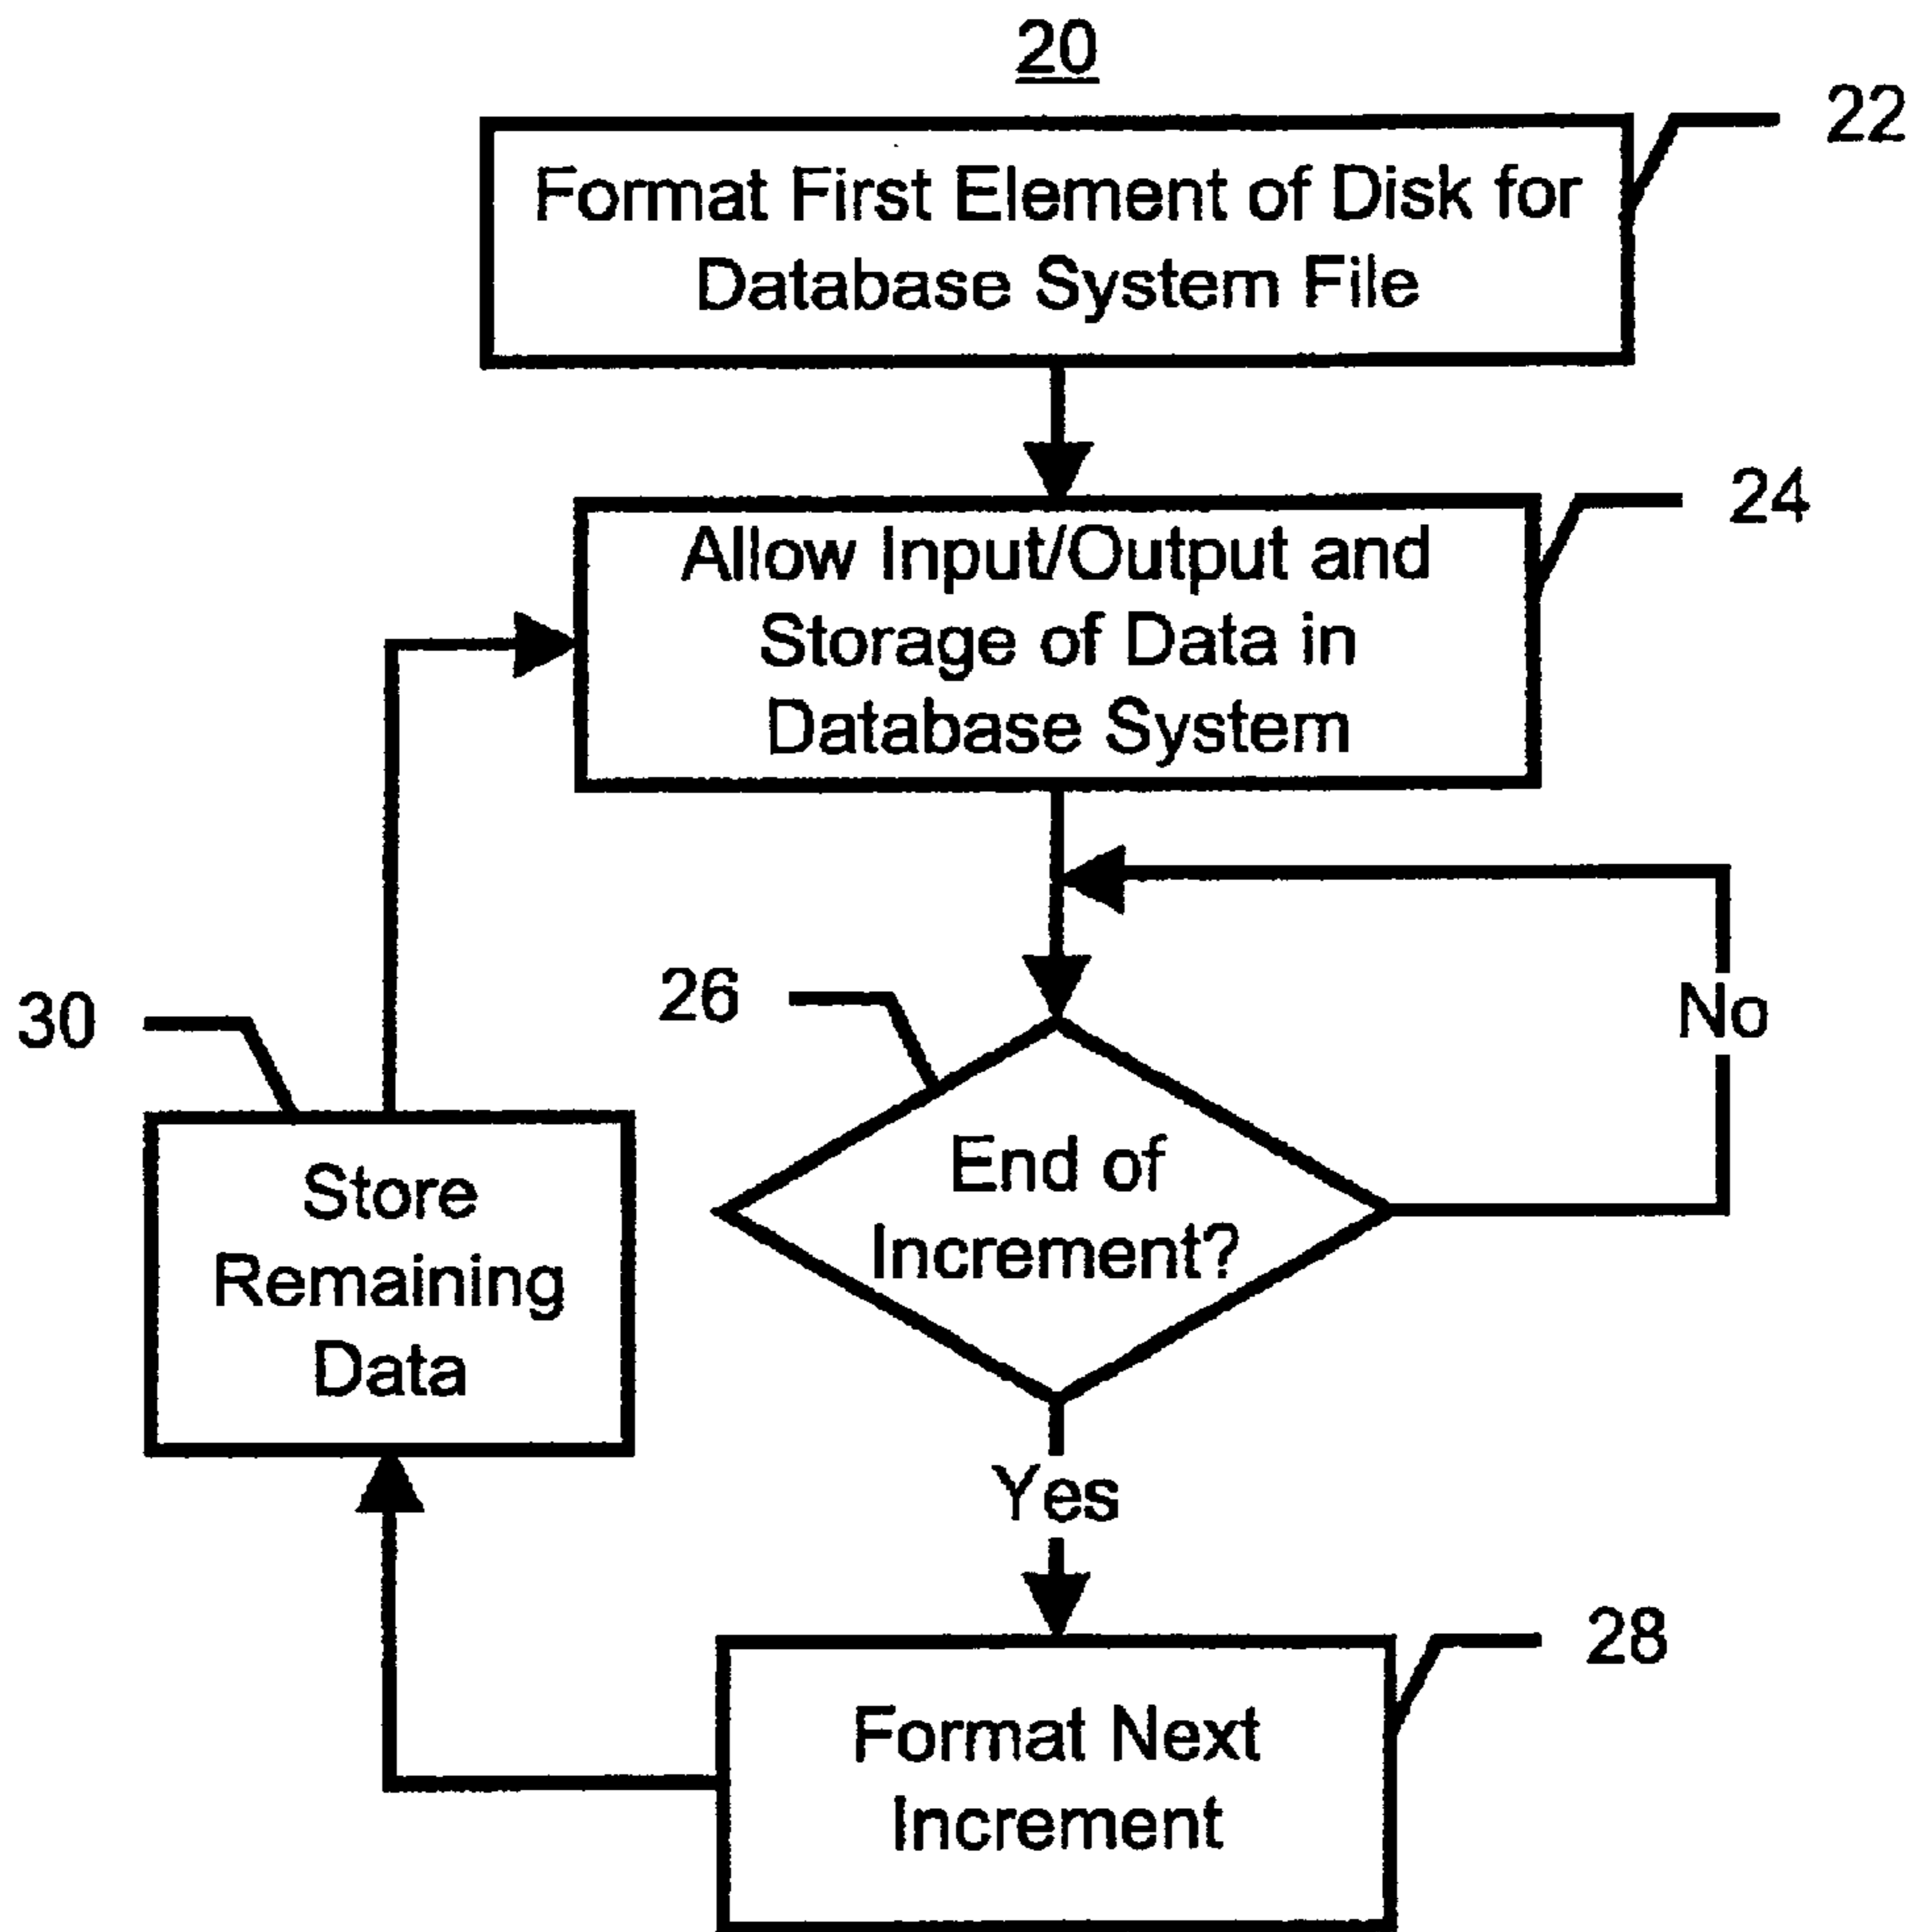 20
22
Format First Element of Disk for
Database System File
24
Allow Input/Output and
Storage of Data in
Database System
No
26
30
End of
Increment?
Store
Remaining
Data
Yes
28
Format Next
Increment